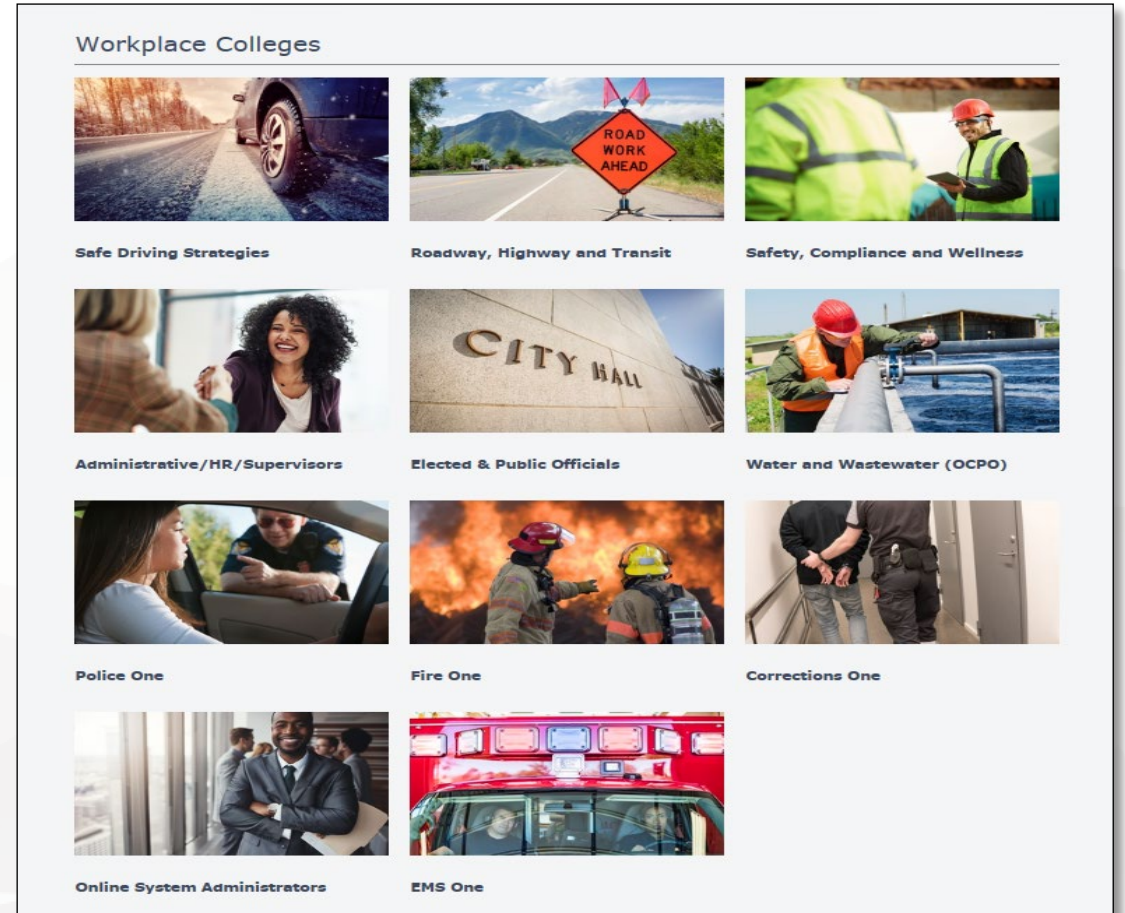 Workplace Colleges
ROAD
WORK
AHEAD
Safe Driving Strategies
Roadway, Highway and Transit
Safety, Compliance and Wellness
CITY HALL
Administrative/HR/Supervisors
Elected & Public Officials
Water and Wastewater (OCPO)
Police One
Fire One
Corrections One
Online System Administrators
EMS One